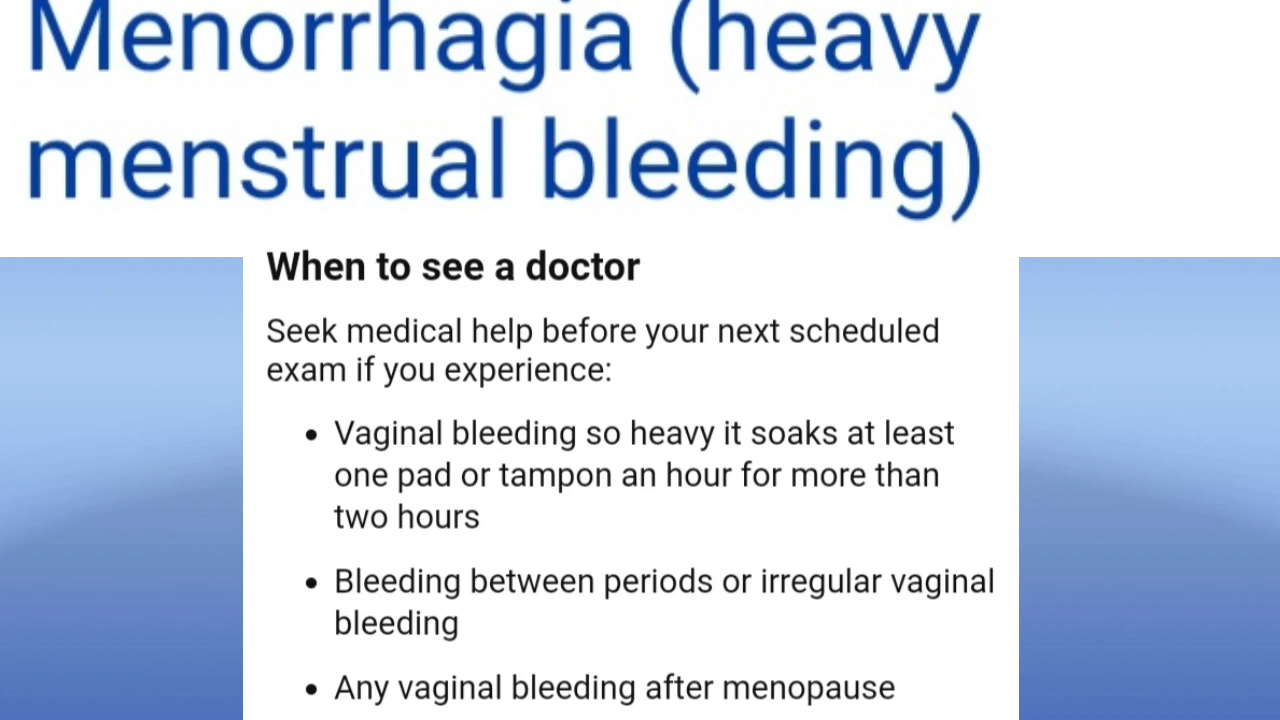 Menorrhagia (heavy
menstrual bleeding)
When to see a doctor
Seek medical help before your next scheduled
exam if you experience:
• Vaginal bleeding so heavy it soaks at least
one pad or tampon an hour for more than
two hours
• Bleeding between periods or irregular vaginal
bleeding
• Any vaginal bleeding after menopause